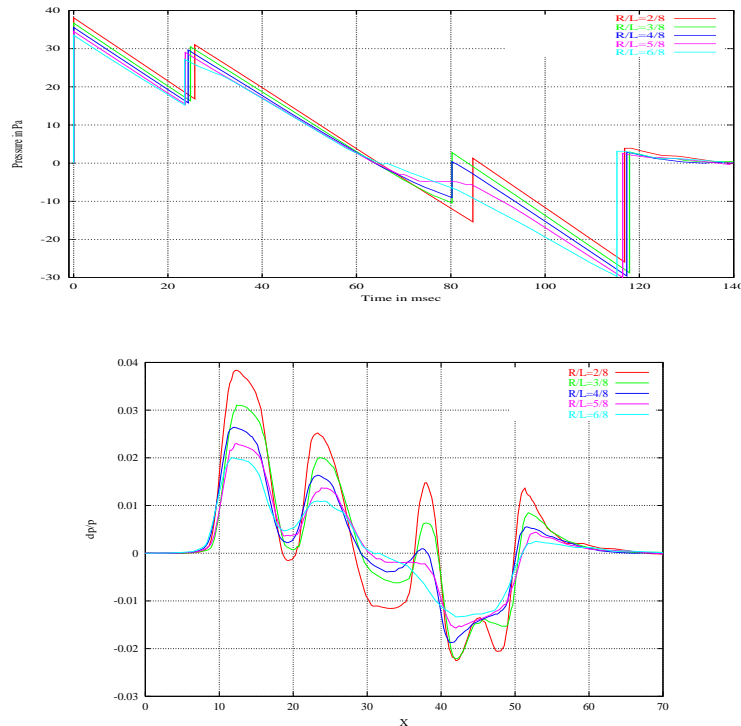 40
30
20
10
0
-10
-20
-30
Pressure in Pa
R/L=2/8
R/L=3/8
R/L=4/8
R/L=5/8
R/L=6/8
0 20 40 60 80 100 120 140
Time in msec
0.04
0.03
0.02
0.01
0
-0.01
-0.02
-0.03
dp/p
R/L=2/8
R/L=3/8
R/L=4/8
R/L=5/8
R/L=6/8
0 10 20 30 40 50 60 70
X